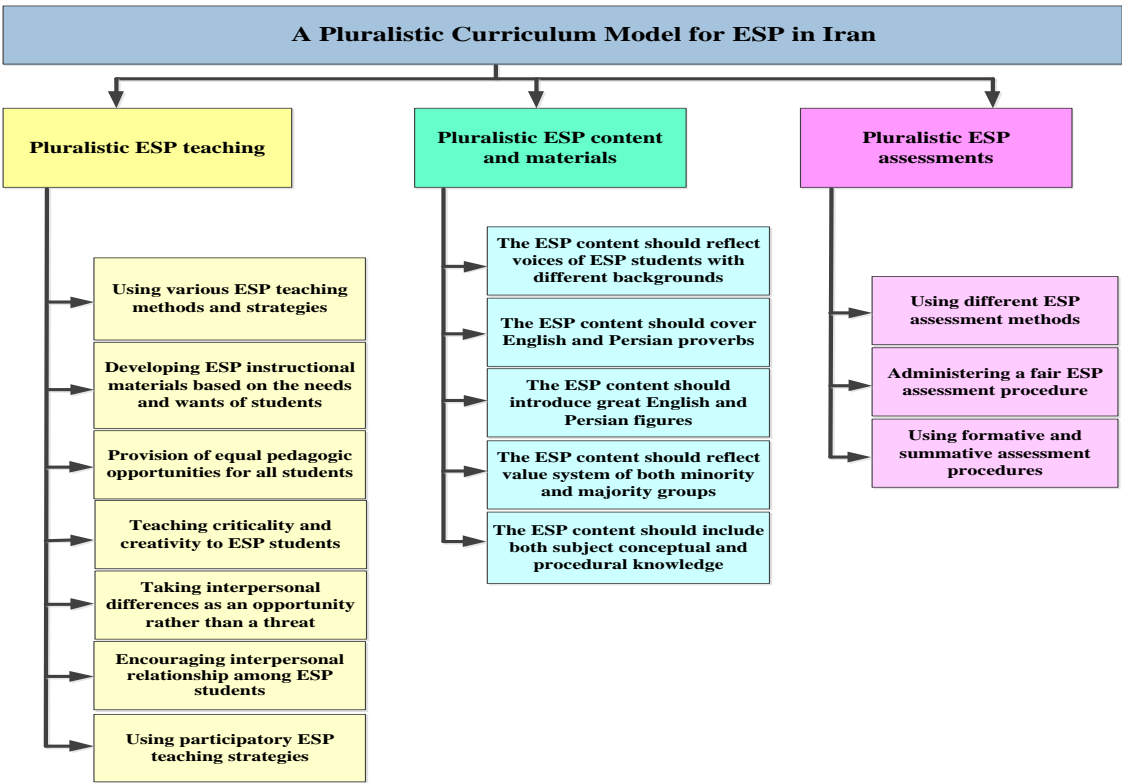 A Pluralistic Curriculum Model for ESP in Iran
Pluralistic ESP teaching
Using various ESP teaching
methods and strategies
Developing ESP instructional
materials based on the needs
and wants of students
Provision of equal pedagogic
opportunities for all students
Teaching criticality and
creativity to ESP students
Taking interpersonal
differences as an opportunity
rather than a threat
Encouraging interpersonal
relationship among ESP
students
Using participatory ESP
teaching strategies
Pluralistic ESP content
and materials
The ESP content should reflect
voices of ESP students with
different backgrounds
The ESP content should cover
English and Persian proverbs
The ESP content should
introduce great English and
Persian figures
The ESP content should reflect
value system of both minority
and majority groups
The ESP content should include
both subject conceptual and
procedural knowledge
Pluralistic ESP
assessments
Using different ESP
assessment methods
Administering a fair ESP
assessment procedure
Using formative and
summative assessment
procedures